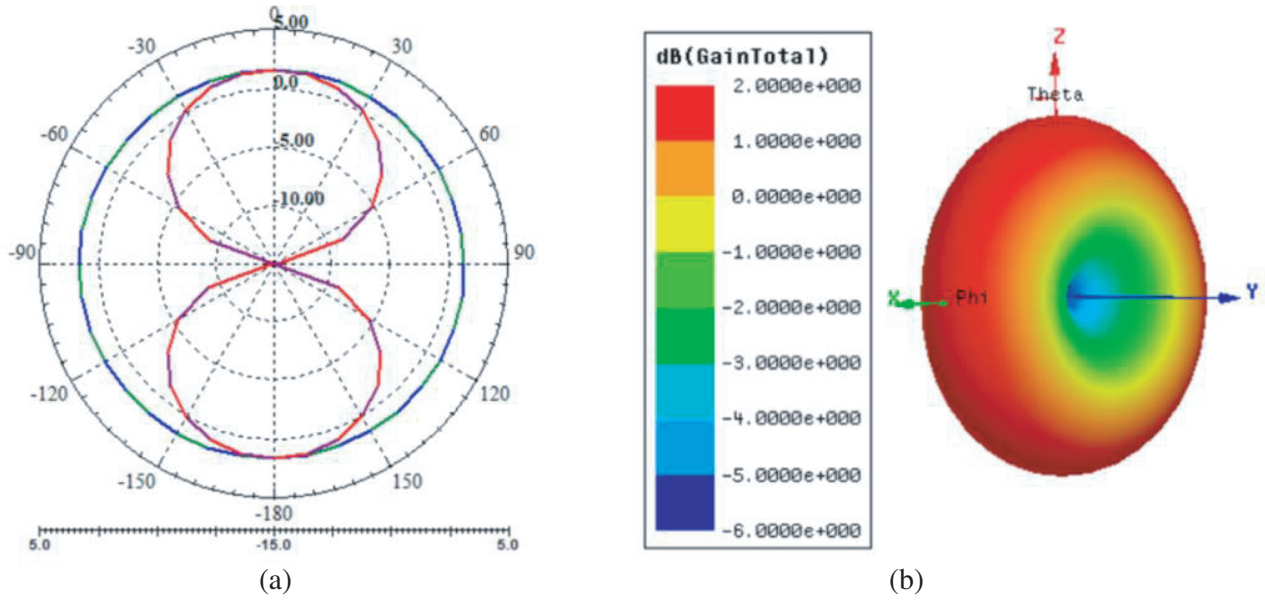 0
5.00
-30
30
0.0
-60
60
-5.00
-10.00
-90
90
-120
120
-150
150
-180
5.0
-15.0
5.0
(a)
dB(GainTotal)
2.0000e+000
1.0000e+000
0.0000e+000
-1.0000e+000
-2.0000e+000
-3.0000e+000
-4.0000e+000
-5.0000e+000
-6.0000e+000
Z
Theta
X
Phi
Y
(b)